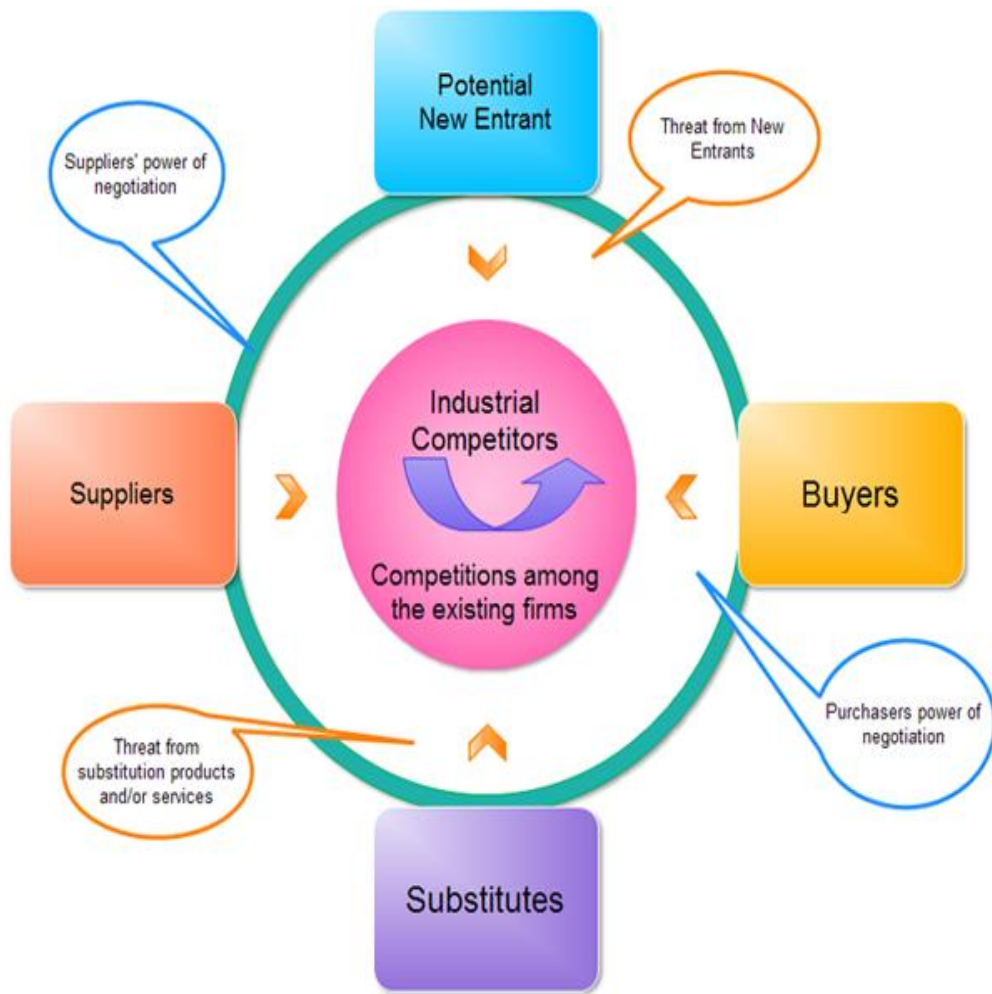 Potential
New Entrant
Threat from New
Entrants
Suppliers' power of
negotiation
Industrial
Competitors
Suppliers
Buyers
Competitions among
the existing firms
Purchasers power of
negotiation
Threat from
substitution products
and/or services
Substitutes